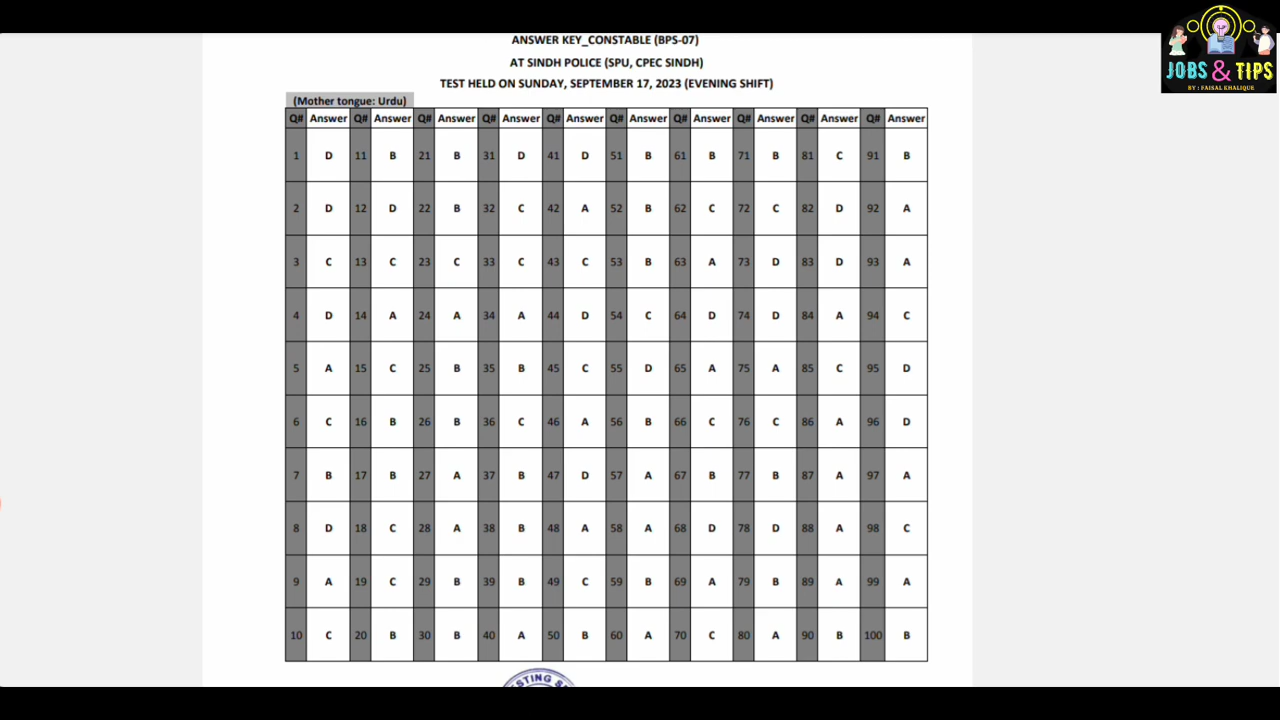 ANSWER KEY_CONSTABLE (BPS-07)
AT SINDH POLICE (SPU, CPEC SINDH)
TEST HELD ON SUNDAY, SEPTEMBER 17, 2023 (EVENING SHIFT)
(Mother tongue: Urdu)
Q# Answer Q# Answer Q# Answer Q# Answer Q# Answer Q# Answer Q# Answer Q# Answer Q# Answer Q# Answer
1 D 11 B 21 B 31 D 41 D 51 B 61 B 71 B 81 C 91 B
2 D 12 D 22 B 32 C 42 A 52 B 62 C 72 C 82 D 92 A
3 C 13 C 23 C 33 C 43 C 53 B 63 A 73 D 83 D 93 A
4 D 14 A 24 A 34 A 44 D 54 C 64 D 74 D 84 A 94 C
5 A 15 C 25 B 35 B 45 C 55 D 65 A 75 A 85 C 95 D
6 C 16 B 26 B 36 C 46 A 56 B 66 C 76 C 86 A 96 D
7 B 17 B 27 A 37 B 47 D 57 A 67 B 77 B 87 A 97 A
8 D 18 C 28 A 38 B 48 A 58 A 68 D 78 D 88 A 98 C
9 A 19 C 29 B 39 B 49 C 59 B 69 A 79 B 89 A 99 A
10 C 20 B 30 B 40 A 50 B 60 A 70 C 80 A 90 B 100 B
JOBS & TIPS
BY : FAISAL KHALIQUE